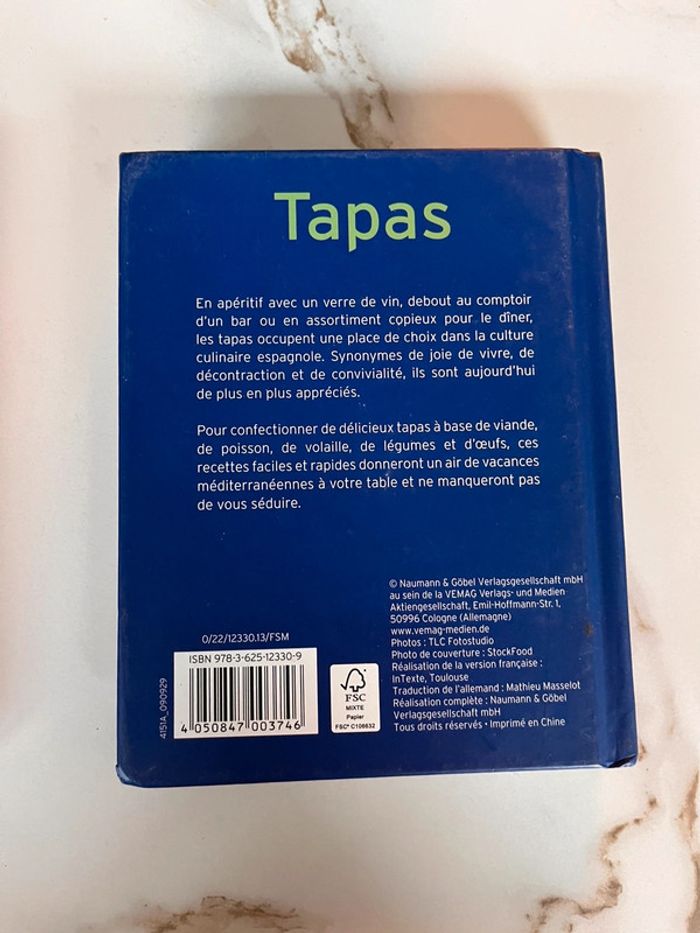 Tapas
En apéritif avec un verre de vin, debout au comptoir
d'un bar ou en assortiment copieux pour le dîner,
les tapas occupent une place de choix dans la culture
culinaire espagnole. Synonymes de joie de vivre, de
décontraction et de convivialité, ils sont aujourd'hui
de plus en plus appréciés.
Pour confectionner de délicieux tapas à base de viande,
de poisson, de volaille, de légumes et d'œufs, ces
recettes faciles et rapides donneront un air de vacances
méditerranéennes à votre table et ne manqueront pas
de vous séduire.
© Naumann & Göbel Verlagsgesellschaft mbH
au sein de la VEMAG Verlags- und Medien
Aktiengesellschaft, Emil-Hoffmann-Str. 1,
50996 Cologne (Allemagne)
www.vemag-medien.de
Photos : TLC Fotostudio
Photo de couverture : StockFood
Réalisation de la version française :
InTexte, Toulouse
Traduction de l'allemand : Mathieu Masselot
Réalisation complète : Naumann & Göbel
Verlagsgesellschaft mbH
Tous droits réservés · Imprimé en Chine
0/22/12330.13/FSM
ISBN 978-3-625-12330-9
4 050847 003746
4151A_090929
FSC
MIXTE
Papier
FSC® C106632